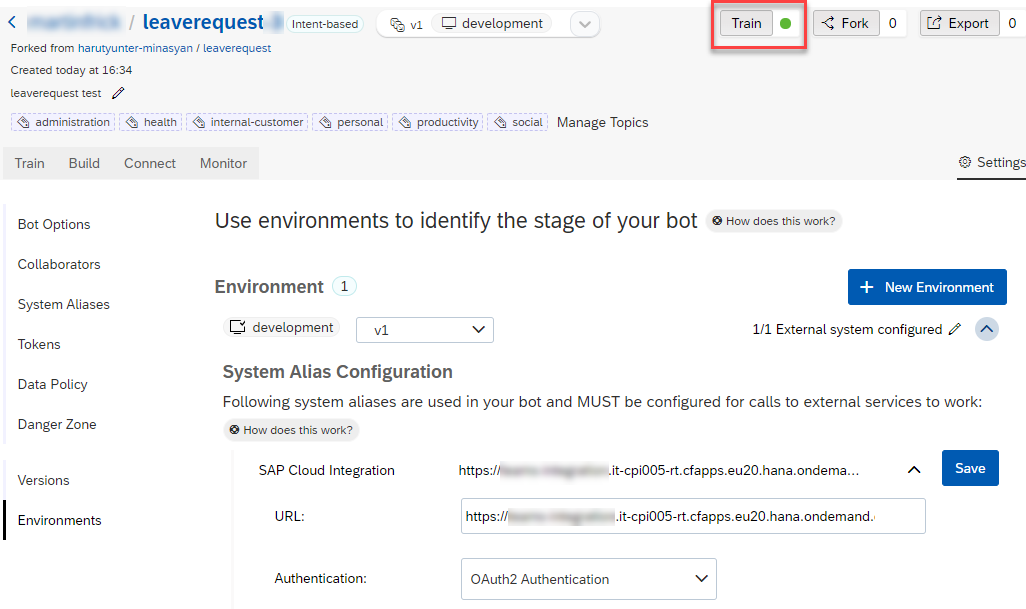 / leaverequest Intent-based v1 development Train Fork 0 Export 0
Forked from harutyunter-minasyan / leaverequest
Created today at 16:34
leaverequest test
administration health internal-customer personal productivity social Manage Topics
Train Build Connect Monitor Settings
Bot Options
Collaborators
System Aliases
Tokens
Data Policy
Danger Zone
Versions
Environments
Use environments to identify the stage of your bot How does this work?
Environment 1 + New Environment
development v1 1/1 External system configured
System Alias Configuration
Following system aliases are used in your bot and MUST be configured for calls to external services to work:
How does this work?
SAP Cloud Integration https:// .it-cpi005-rt.cfapps.eu20.hana.ondema... Save
URL: https:// .it-cpi005-rt.cfapps.eu20.hana.ondemand.
Authentication: OAuth2 Authentication